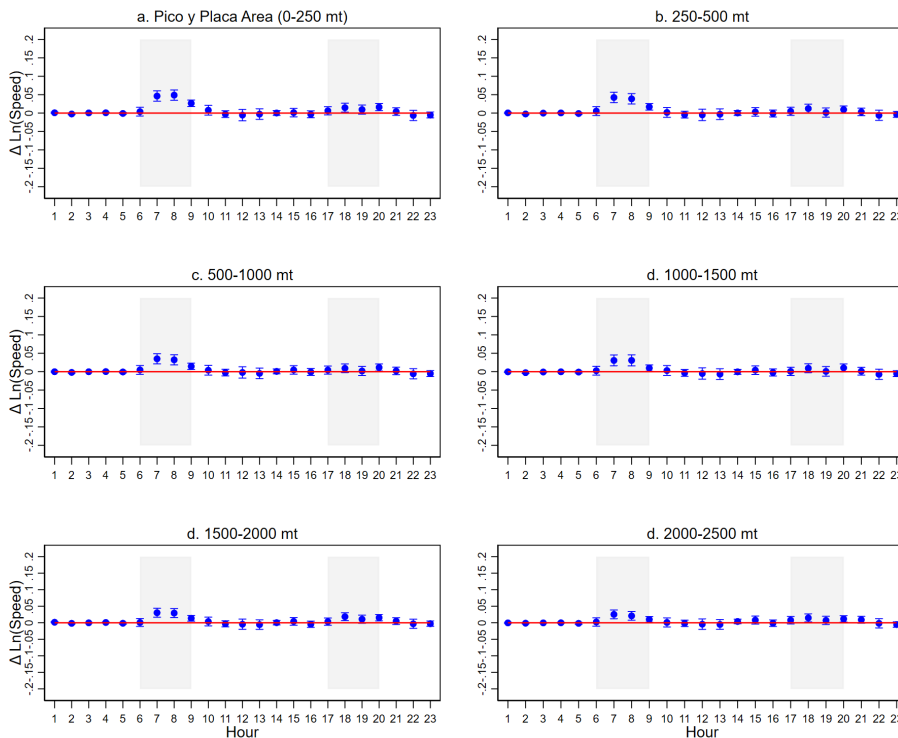 a. Pico y Placa Area (0-250 mt)
Δ Ln(Speed)
-.2 -.15 -.1 -.05 0 .05 .1 .15 .2
1 2 3 4 5 6 7 8 9 10 11 12 13 14 15 16 17 18 19 20 21 22 23
b. 250-500 mt
-.2 -.15 -.1 -.05 0 .05 .1 .15 .2
1 2 3 4 5 6 7 8 9 10 11 12 13 14 15 16 17 18 19 20 21 22 23
c. 500-1000 mt
Δ Ln(Speed)
-.2 -.15 -.1 -.05 0 .05 .1 .15 .2
1 2 3 4 5 6 7 8 9 10 11 12 13 14 15 16 17 18 19 20 21 22 23
d. 1000-1500 mt
-.2 -.15 -.1 -.05 0 .05 .1 .15 .2
1 2 3 4 5 6 7 8 9 10 11 12 13 14 15 16 17 18 19 20 21 22 23
d. 1500-2000 mt
Δ Ln(Speed)
-.2 -.15 -.1 -.05 0 .05 .1 .15 .2
1 2 3 4 5 6 7 8 9 10 11 12 13 14 15 16 17 18 19 20 21 22 23
Hour
d. 2000-2500 mt
-.2 -.15 -.1 -.05 0 .05 .1 .15 .2
1 2 3 4 5 6 7 8 9 10 11 12 13 14 15 16 17 18 19 20 21 22 23
Hour